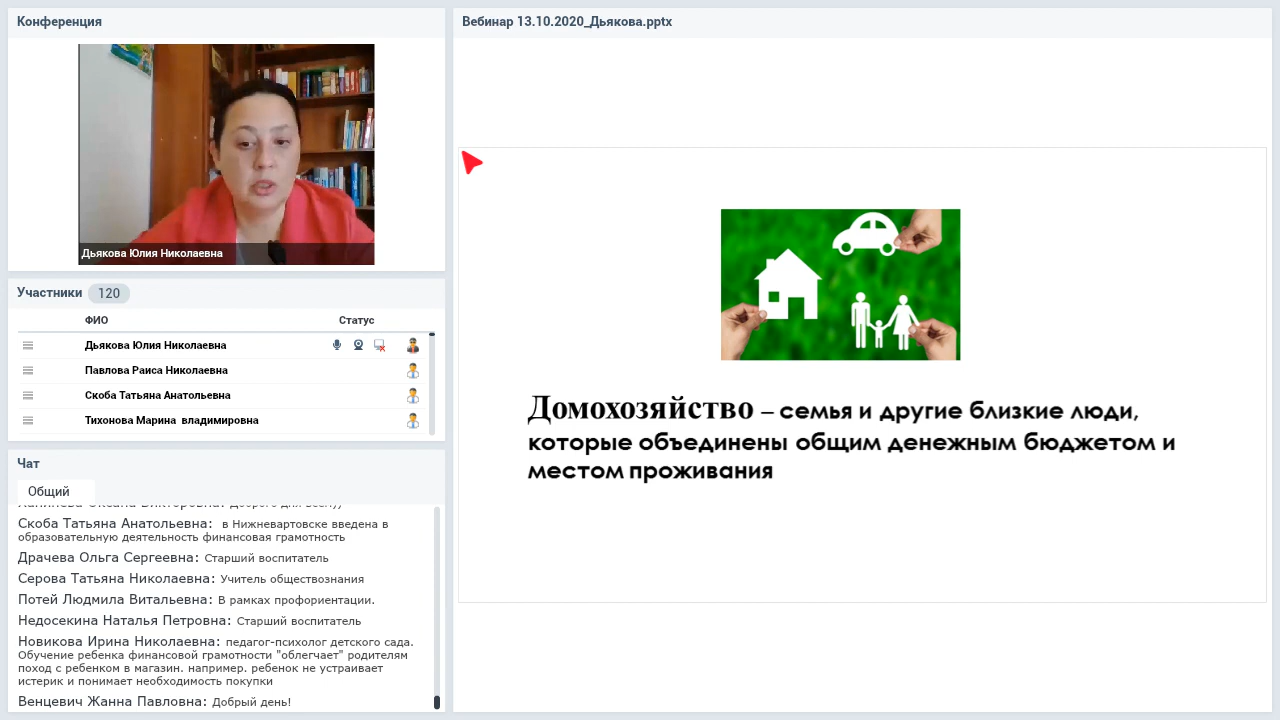 Конференция
Дьякова Юлия Николаевна
Участники 120
ФИО Статус
Дьякова Юлия Николаевна
Павлова Раиса Николаевна
Скоба Татьяна Анатольевна
Тихонова Марина владимировна
Чат
Общий
Скоба Татьяна Анатольевна: в Нижневартовске введена в
образовательную деятельность финансовая грамотность
Драчева Ольга Сергеевна: Старший воспитатель
Серова Татьяна Николаевна: Учитель обществознания
Потей Людмила Витальевна: В рамках профориентации.
Недосекина Наталья Петровна: Старший воспитатель
Новикова Ирина Николаевна: педагог-психолог детского сада.
Обучение ребенка финансовой грамотности "облегчает" родителям
поход с ребенком в магазин. например. ребенок не устраивает
истерик и понимает необходимость покупки
Венцевич Жанна Павловна: Добрый день!
Вебинар 13.10.2020_Дьякова.pptx
Домохозяйство – семья и другие близкие люди,
которые объединены общим денежным бюджетом и
местом проживания